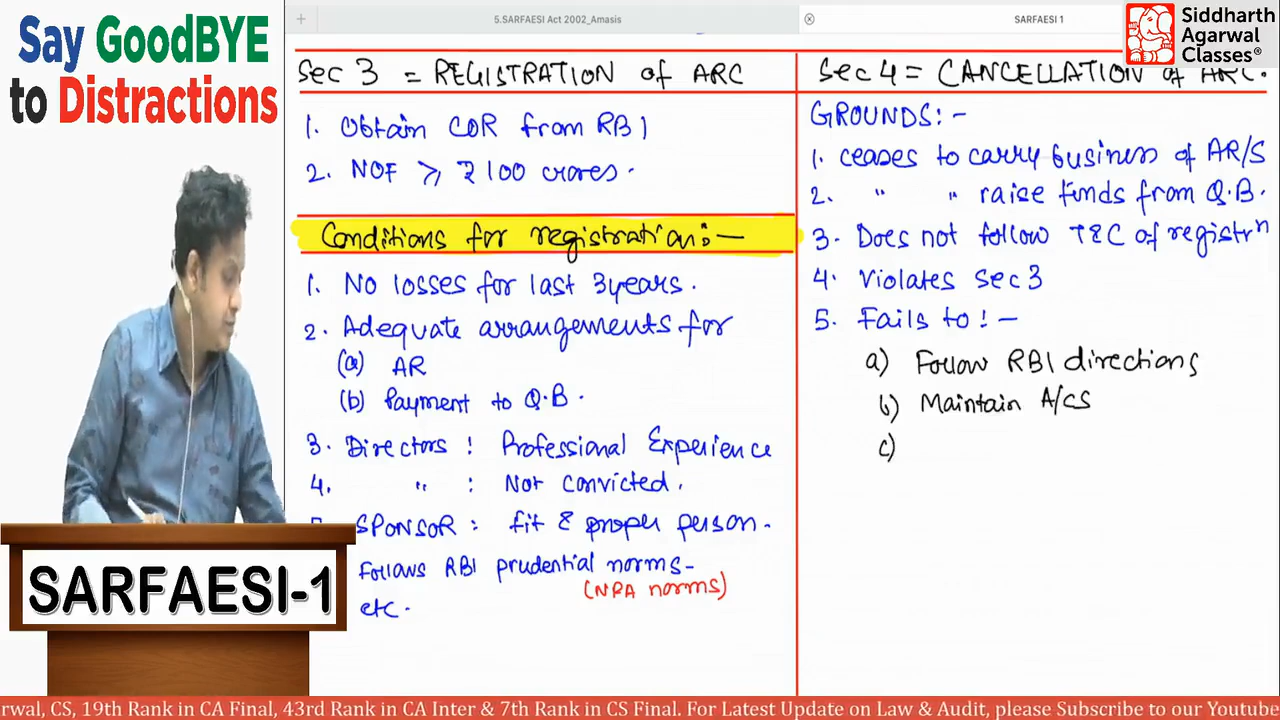 Say GoodBYE
to Distractions
5.SARFAESI Act 2002_Amasis
SARFAESI 1
Siddharth
Agarwal
Classes®
Sec 3 = REGISTRATION of ARC
1. Obtain COR from RBI
2. NOF ⩾ ₹100 crores.
Conditions for registration:-
1. No losses for last 3 years.
2. Adequate arrangements for
(a) AR
(b) Payment to Q.B.
3. Directors : Professional Experience
4. " : Not convicted.
SPONSOR : fit & proper person.
Follows RBI prudential norms-
(NPA norms)
etc.
Sec 4 = CANCELLATION of ARC.
GROUNDS:-
1. Ceases to carry business of AR/S
2. " " raise funds from Q.B.
3. Does not follow T&C of registrn
4. Violates Sec 3
5. Fails to:-
a) Follow RBI directions
b) Maintain A/CS
c)
SARFAESI-1
rwal, CS, 19th Rank in CA Final, 43rd Rank in CA Inter & 7th Rank in CS Final. For Latest Update on Law & Audit, please Subscribe to our Youtube